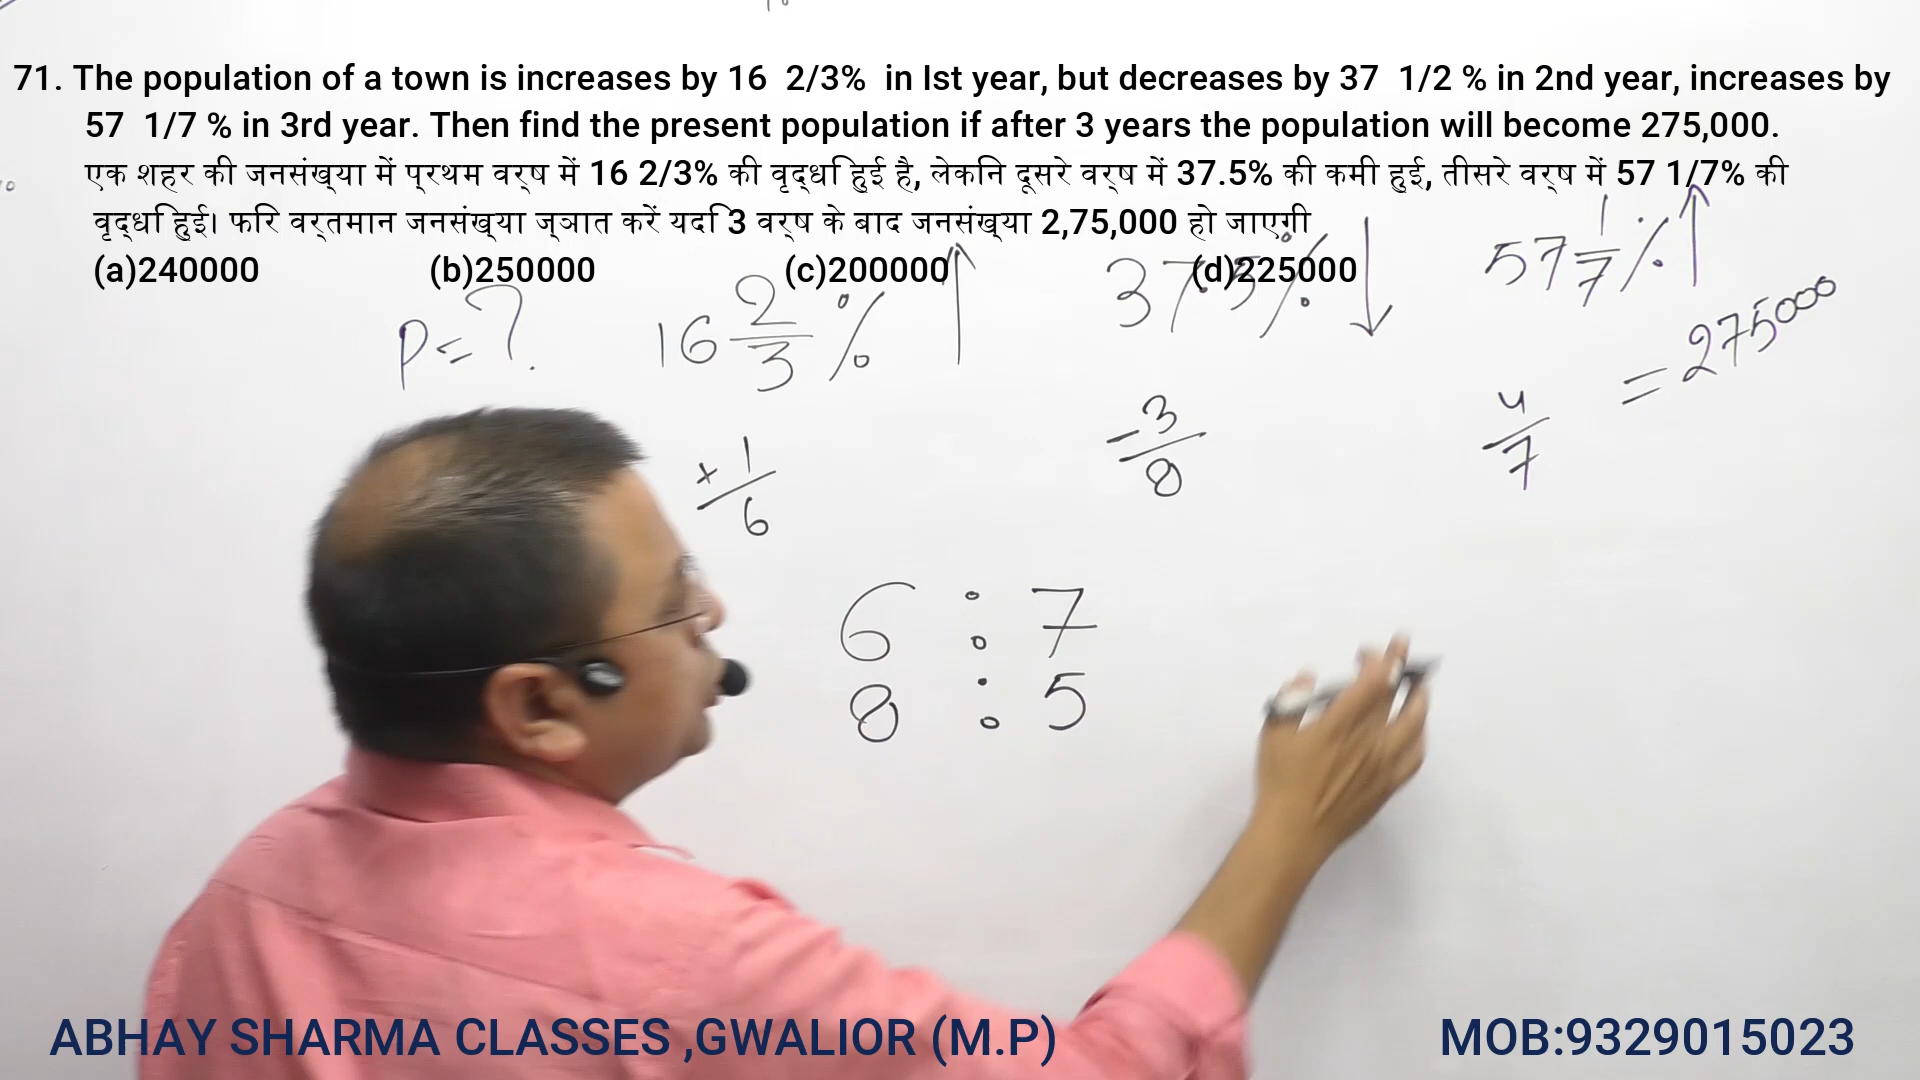 71. The population of a town is increases by 16 2/3% in Ist year, but decreases by 37 1/2 % in 2nd year, increases by
57 1/7 % in 3rd year. Then find the present population if after 3 years the population will become 275,000.
एक शहर की जनसंख्या में प्रथम वर्ष में 16 2/3% की वृद्धि हुई है, लेकिन दूसरे वर्ष में 37.5% की कमी हुई, तीसरे वर्ष में 57 1/7% की
वृद्धि हुई। फिर वर्तमान जनसंख्या ज्ञात करें यदि 3 वर्ष के बाद जनसंख्या 2,75,000 हो जाएगी
(a)240000 (b)250000 (c)200000 (d)225000
P = ? 16 2/3 % ↑ 37.5% ↓ 57 1/7 % ↑
= 275000
+ 1/6 - 3/8 4/7
6 : 7
8 : 5
ABHAY SHARMA CLASSES ,GWALIOR (M.P) MOB:9329015023